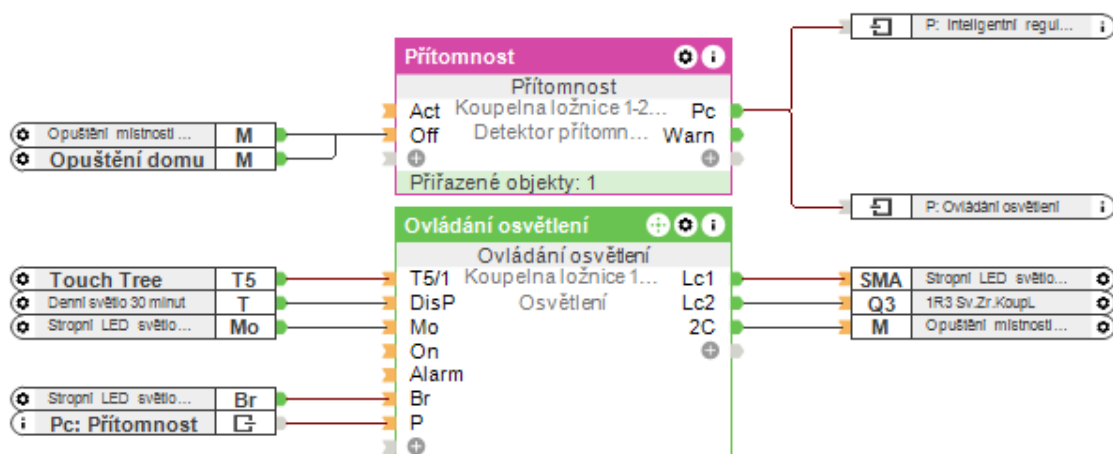 P: Inteligentní regul...
Přítomnost
Přítomnost
Act Koupelna ložnice 1-2... Pc
Off Detektor přítomn... Warn
Opuštění místnosti ... M
Opuštění domu M
Přiřazené objekty: 1
P: Ovládání osvětlení
Ovládání osvětlení
Ovládání osvětlení
Touch Tree T5
T5/1 Koupelna ložnice 1... Lc1
SMA Stropní LED světlo...
Denní světlo 30 minut T
DisP Osvětlení Lc2
Q3 1R3 Sv.Zr.KoupL
Stropní LED světlo... Mo
Mo 2C
M Opuštění místnosti...
On
Alarm
Stropní LED světlo... Br
Br
Pc: Přítomnost
P